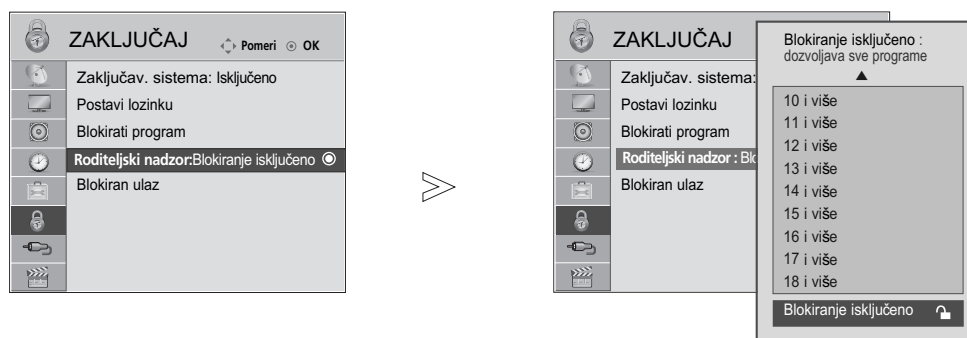 ZAKLJUČAJ
Pomeri OK
Zaključav. sistema: Isključeno
Postavi lozinku
Blokirati program
Roditeljski nadzor:Blokiranje isključeno
Blokiran ulaz
ZAKLJUČAJ
Zaključav. sistema:
Postavi lozinku
Blokirati program
Roditeljski nadzor : Blo
Blokiran ulaz
Blokiranje isključeno :
dozvoljava sve programe
10 i više
11 i više
12 i više
13 i više
14 i više
15 i više
16 i više
17 i više
18 i više
Blokiranje isključeno